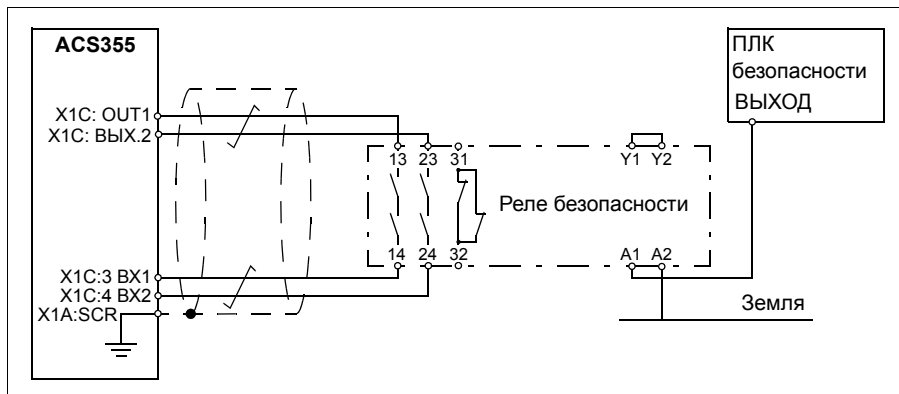 ACS355
ПЛК
безопасности
ВЫХОД
X1C: OUT1
X1C: ВЫХ.2
13 23 31
Y1 Y2
Реле безопасности
14 24 32
A1 A2
X1C:3 ВХ1
X1C:4 ВХ2
X1A:SCR
Земля